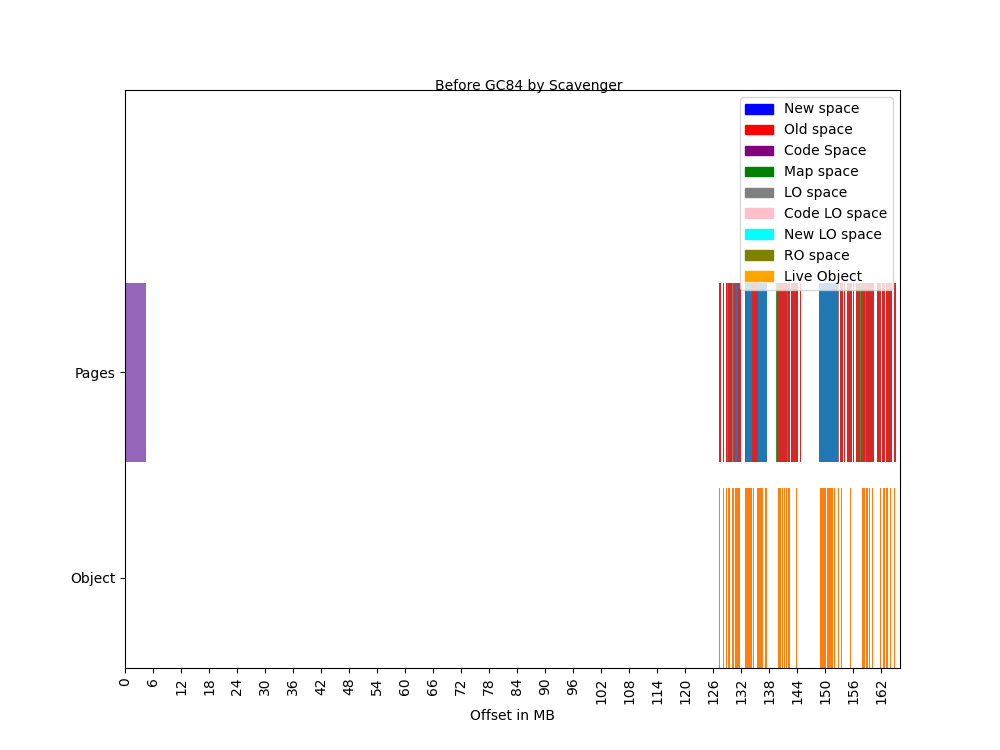 Before GC84 by Scavenger
New space
Old space
Code Space
Map space
LO space
Code LO space
New LO space
RO space
Live Object
Pages
Object
0 6 12 18 24 30 36 42 48 54 60 66 72 78 84 90 96 102 108 114 120 126 132 138 144 150 156 162
Offset in MB